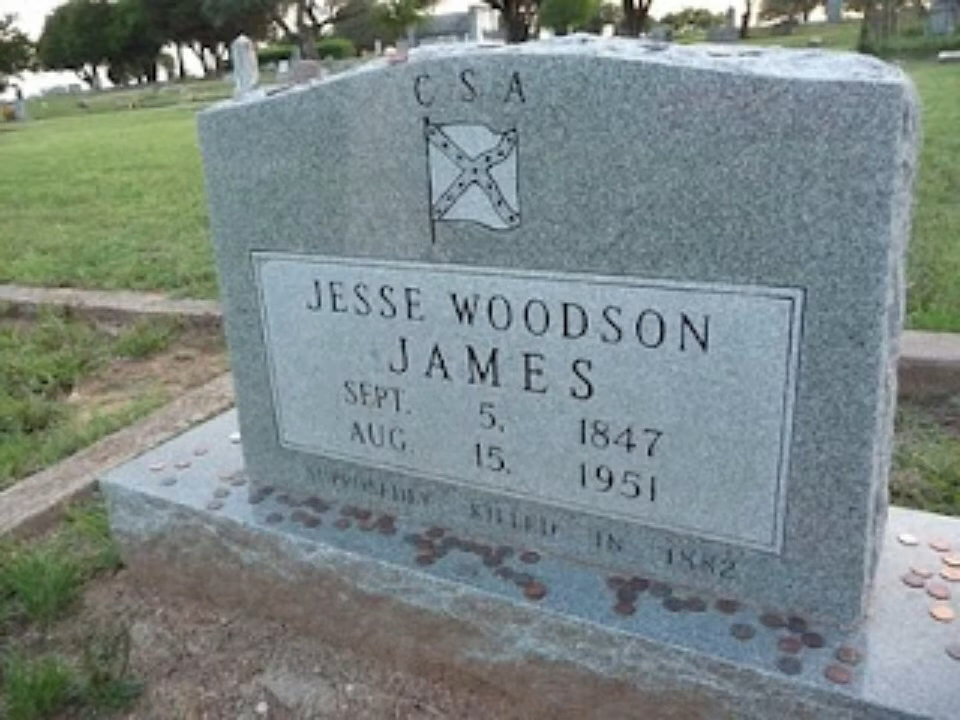 CSA
JESSE WOODSON
JAMES
SEPT. 5, 1847
AUG. 15. 1951
SUPPOSEDLY KILLED IN 1882